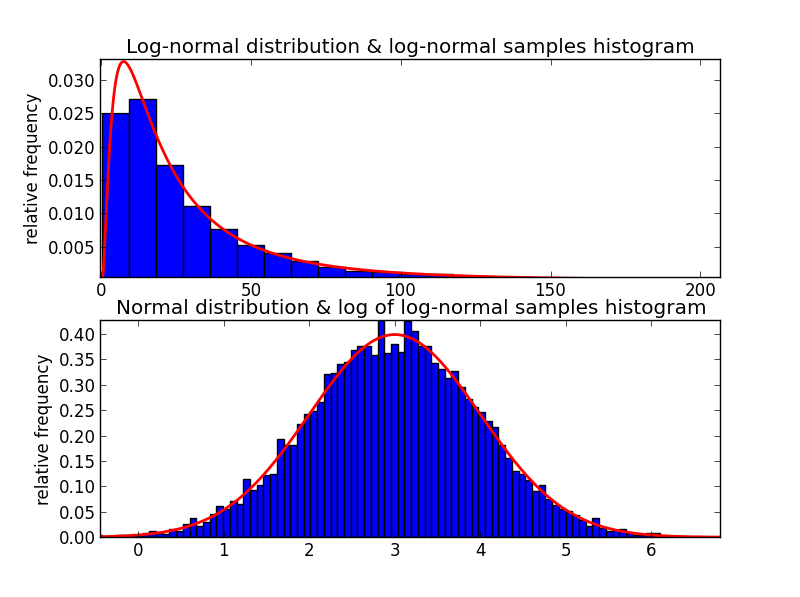 Log-normal distribution & log-normal samples histogram
relative frequency
0.030
0.025
0.020
0.015
0.010
0.005
0 50 100 150 200
Normal distribution & log of log-normal samples histogram
relative frequency
0.40
0.35
0.30
0.25
0.20
0.15
0.10
0.05
0.00
0 1 2 3 4 5 6